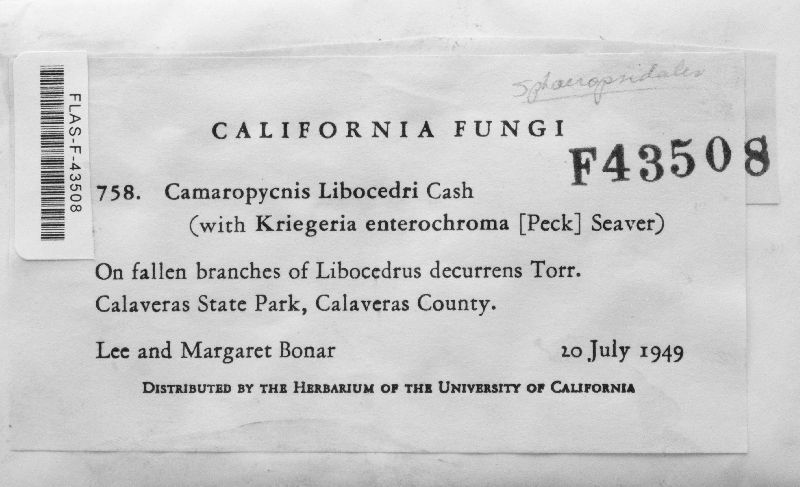 Sphaeropsidales
CALIFORNIA FUNGI
F43508
FLAS-F-43508
758. Camaropycnis Libocedri Cash
(with Kriegeria enterochroma [Peck] Seaver)
On fallen branches of Libocedrus decurrens Torr.
Calaveras State Park, Calaveras County.
Lee and Margaret Bonar 20 July 1949
Distributed by the Herbarium of the University of California